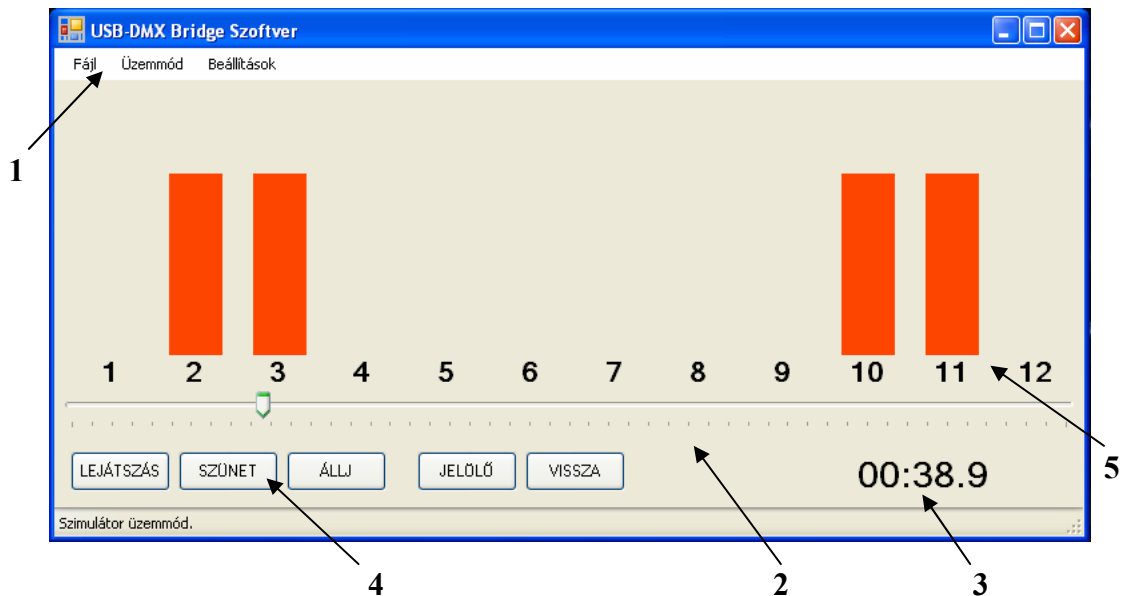 USB-DMX Bridge Szoftver
Fájl Üzemmód Beállítások
1
1 2 3 4 5 6 7 8 9 10 11 12
LEJÁTSZÁS SZÜNET ÁLLJ JELÖLŐ VISSZA 00:38.9
5
Szimulátor üzemmód.
4 2 3